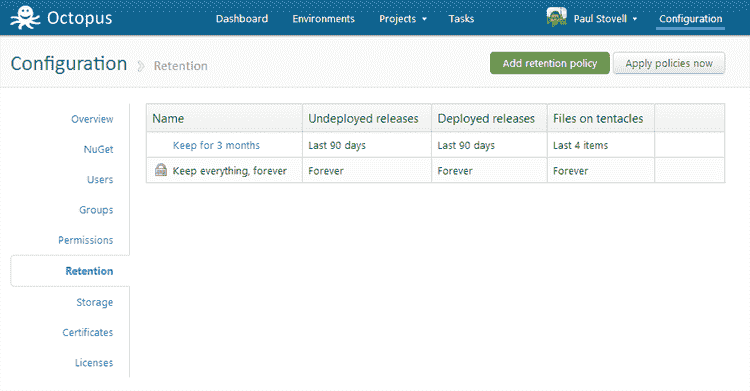 Octopus Dashboard Environments Projects Tasks Paul Stovell Configuration
Configuration Retention Add retention policy Apply policies now
Overview
NuGet
Users
Groups
Permissions
Retention
Storage
Certificates
Licenses
Name Undeployed releases Deployed releases Files on tentacles
Keep for 3 months Last 90 days Last 90 days Last 4 items
Keep everything, forever Forever Forever Forever